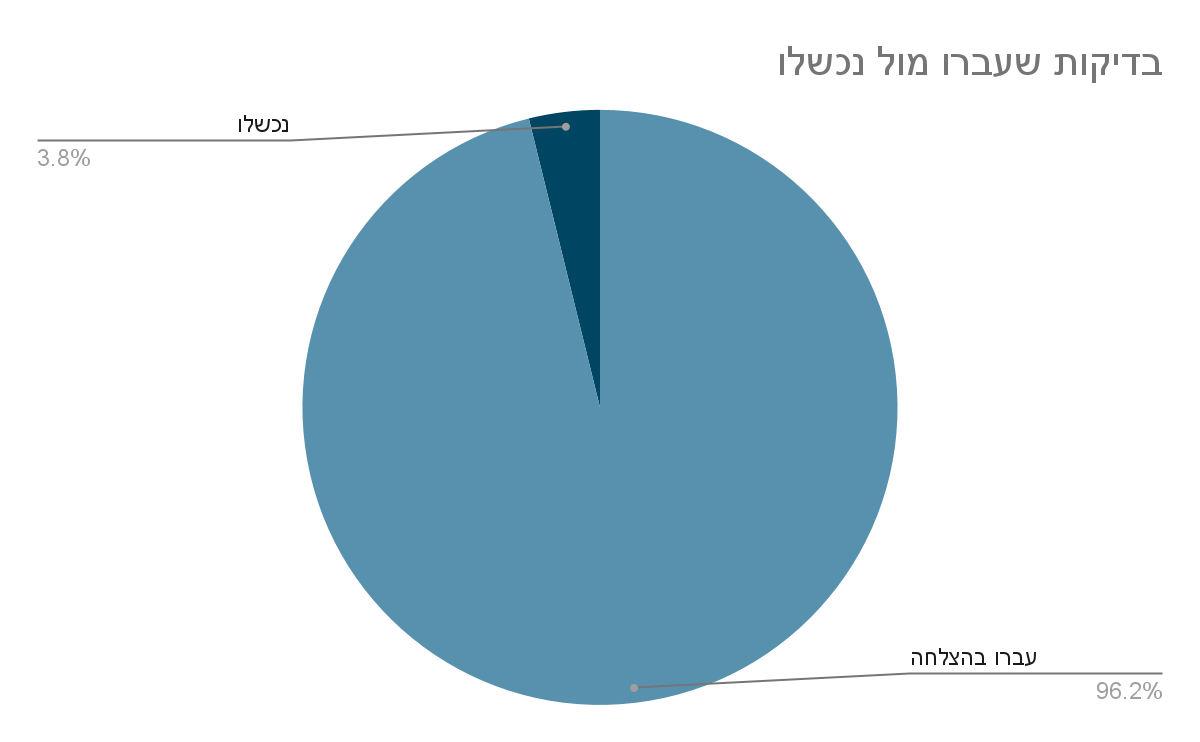 בדיקות שעברו מול נכשלו
נכשלו
3.8%
עברו בהצלחה
96.2%